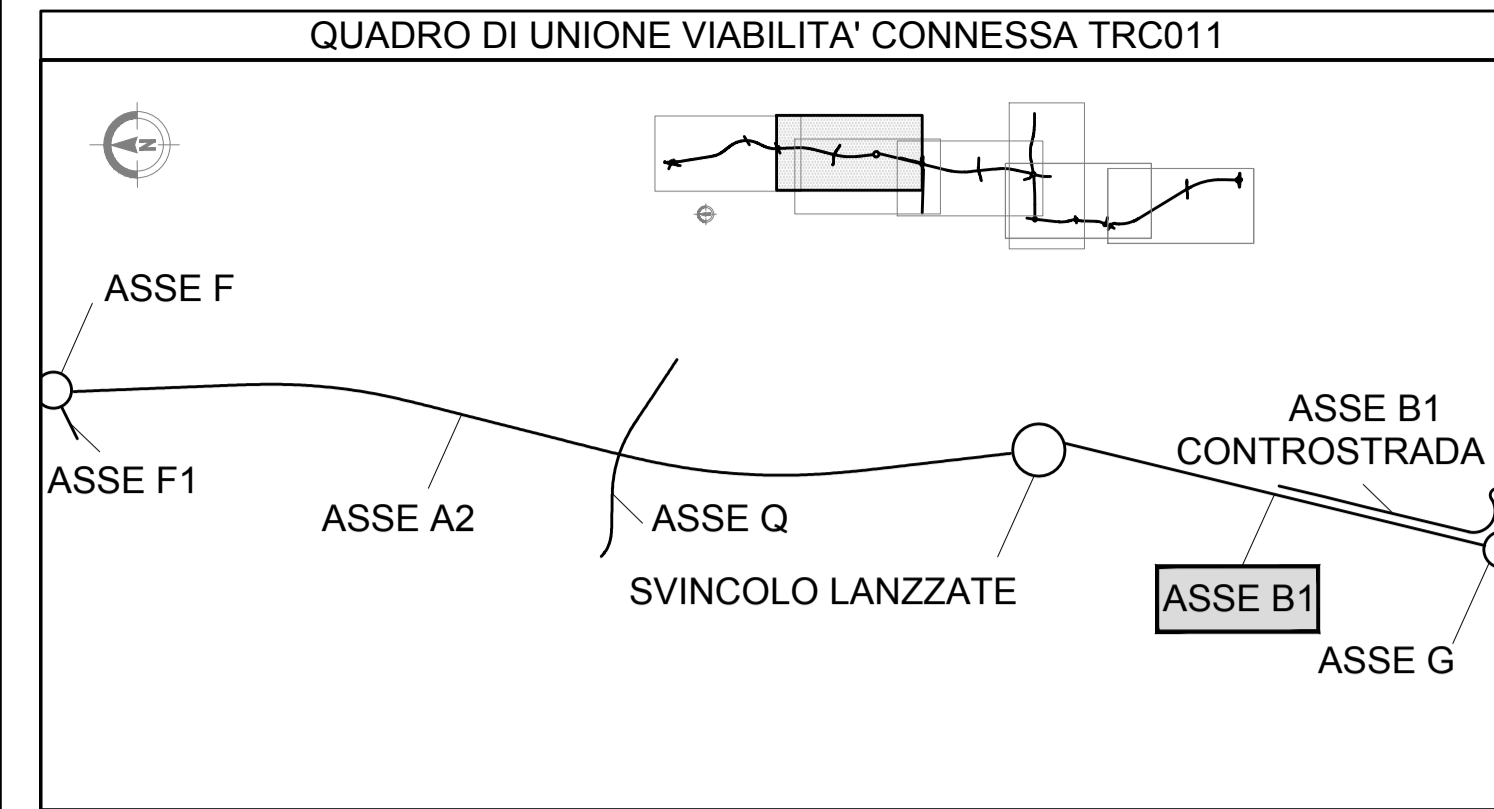 QUADRO DI UNIONE VIABILITA' CONNESSA TRC011
N
ASSE F
ASSE F1
ASSE A2
ASSE Q
SVINCOLO LANZZATE
ASSE B1
CONTROSTRADA
ASSE B1
ASSE G